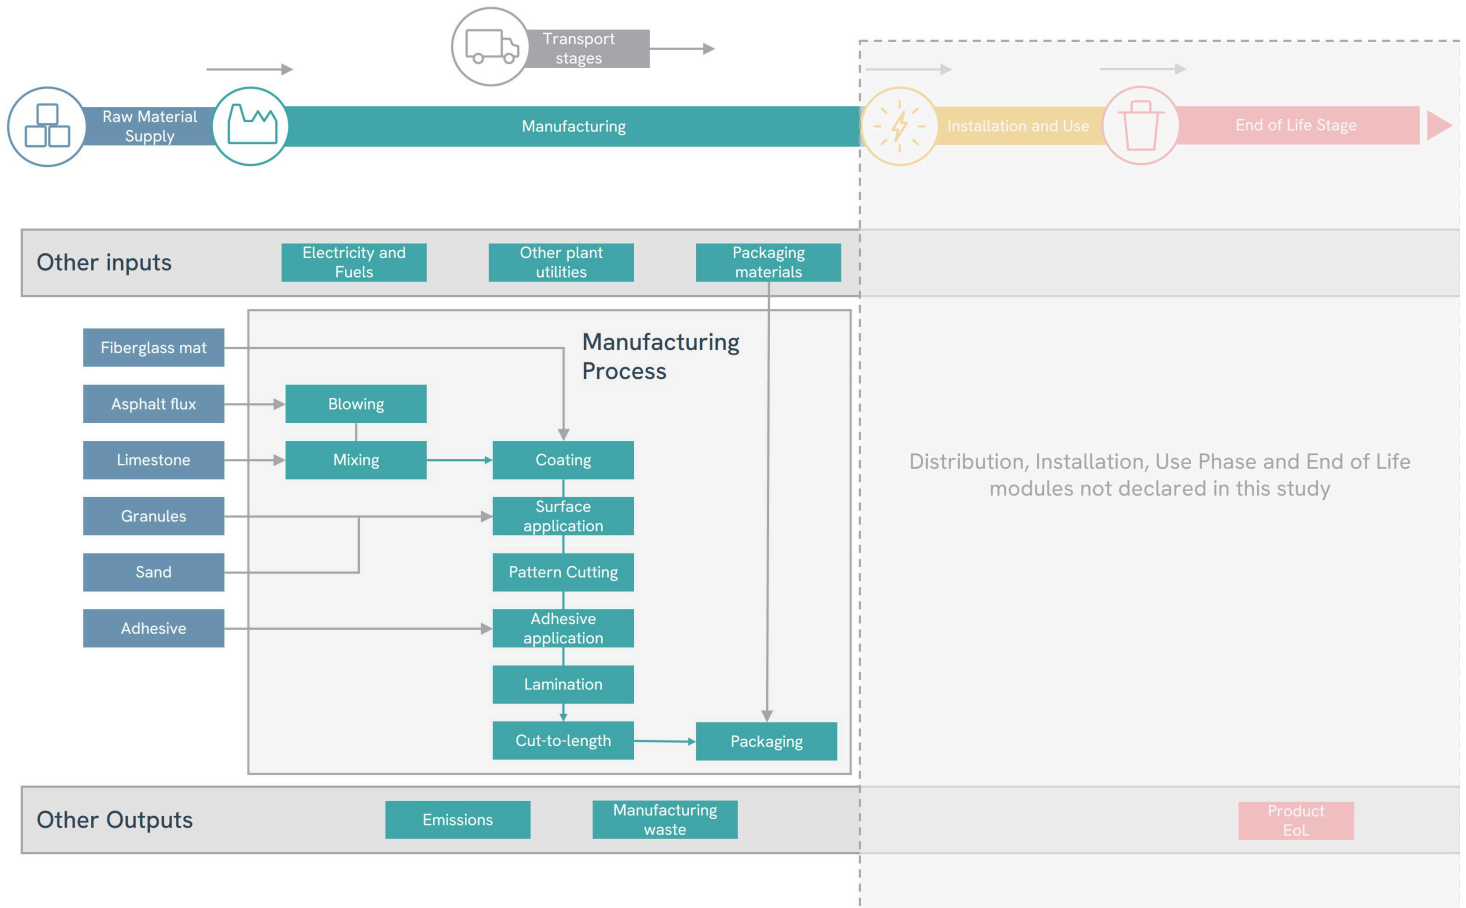 Transport
stages
Raw Material
Supply
Manufacturing
Installation and Use
End of Life Stage
Other inputs
Electricity and
Fuels
Other plant
utilities
Packaging
materials
Manufacturing
Process
Fiberglass mat
Asphalt flux
Blowing
Limestone
Mixing
Coating
Distribution, Installation, Use Phase and End of Life
modules not declared in this study
Granules
Surface
application
Sand
Pattern Cutting
Adhesive
Adhesive
application
Lamination
Cut-to-length
Packaging
Other Outputs
Emissions
Manufacturing
waste
Product
EoL